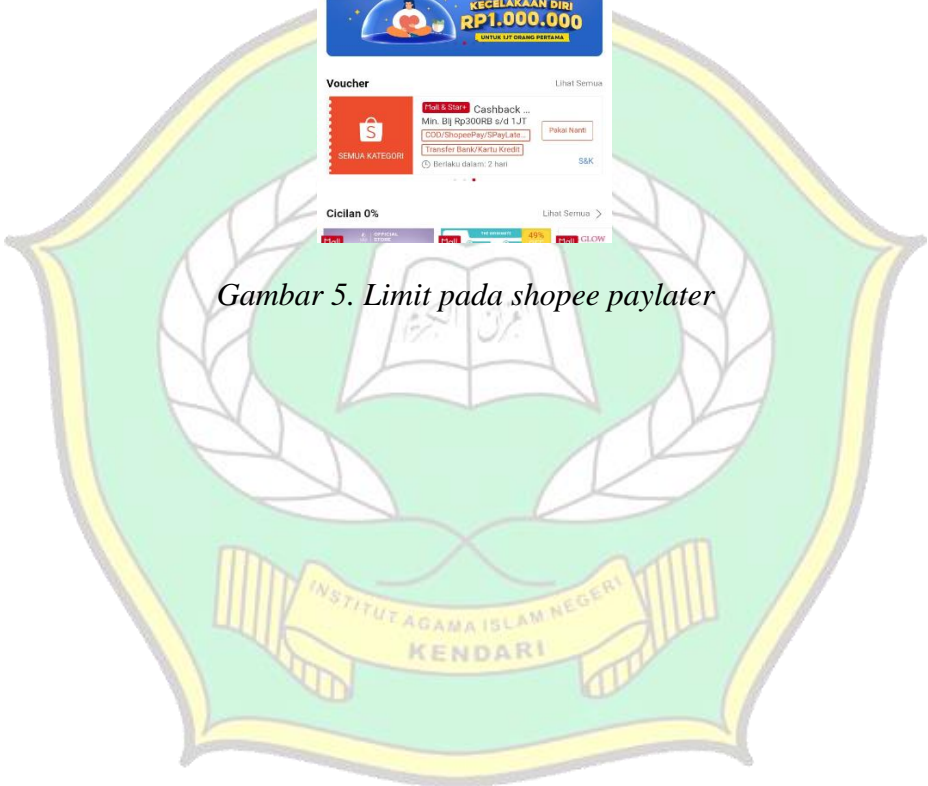 KECELAKAAN DIRI
RP1.000.000
UNTUK 1JT ORANG PERTAMA
Voucher
Lihat Semua
Mall & Star+ Cashback ...
Min. Blj Rp300RB s/d 1JT
COD/ShopeePay/SPayLate...
Transfer Bank/Kartu Kredit
Berlaku dalam: 2 hari
Pakai Nanti
S&K
S
SEMUA KATEGORI
Cicilan 0%
Lihat Semua >
Mall
OFFICIAL
STORE
Mall
49%
Mall
GLOW
Gambar 5. Limit pada shopee paylater
INSTITUT AGAMA ISLAM NEGERI
KENDARI